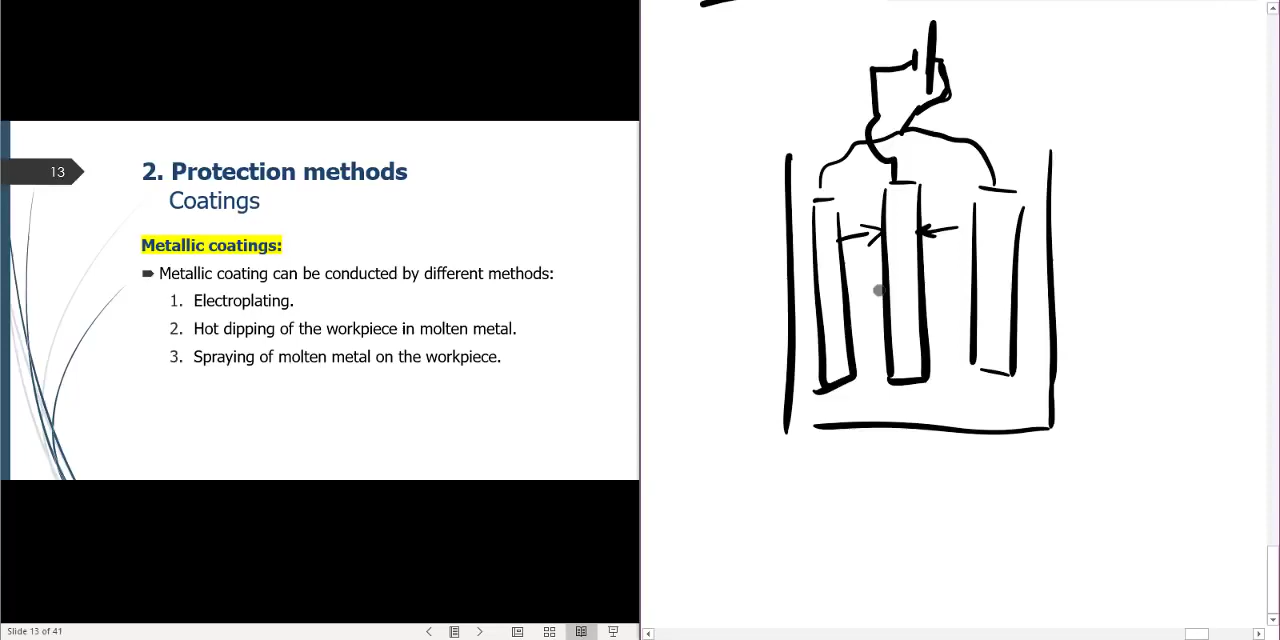 13
2. Protection methods
Coatings
Metallic coatings:
Metallic coating can be conducted by different methods:
1. Electroplating.
2. Hot dipping of the workpiece in molten metal.
3. Spraying of molten metal on the workpiece.
Slide 13 of 41